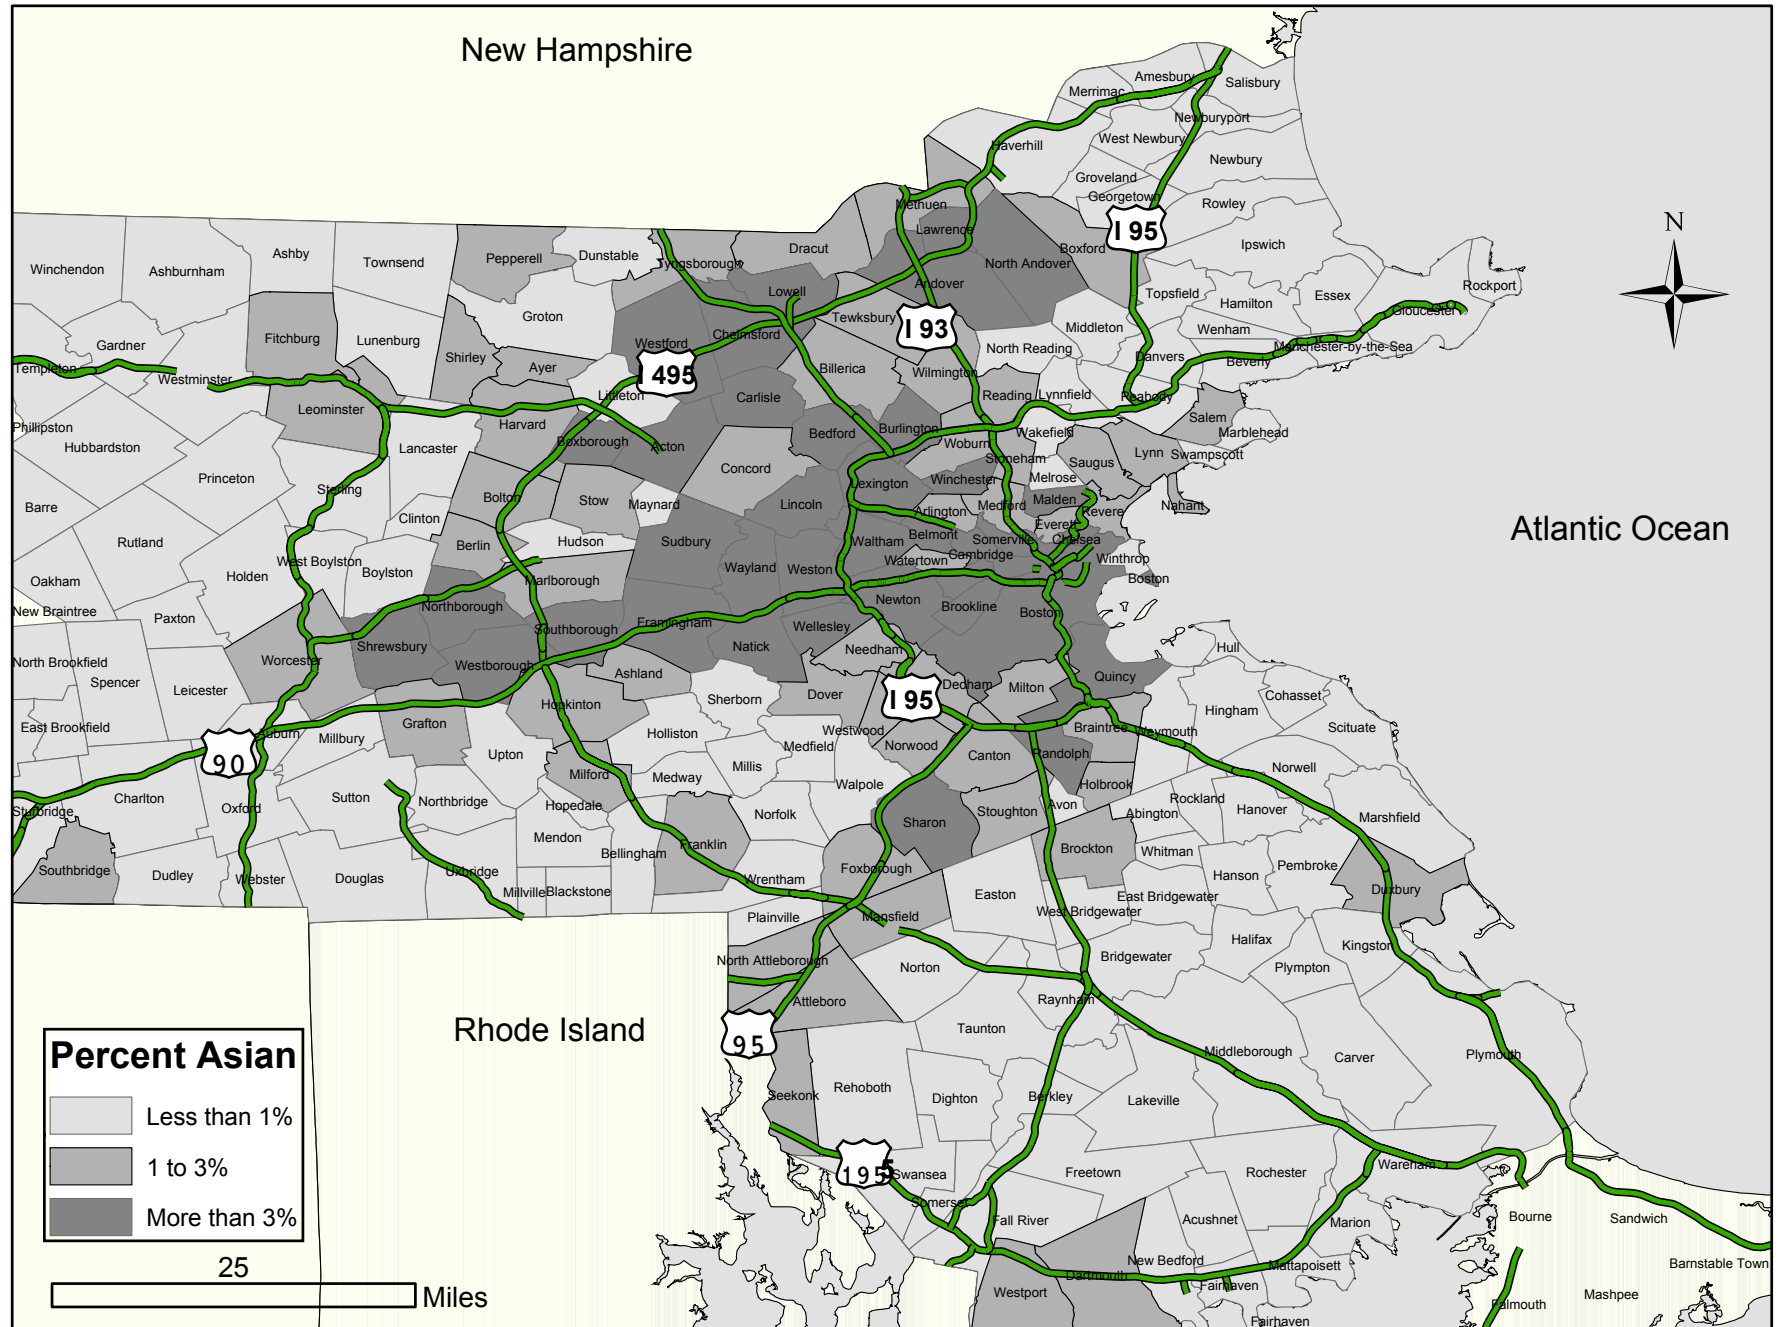 New Hampshire
Amesbury
Salisbury
Merrimac
Newburyport
West Newbury
Haverhill
Newbury
Groveland
Georgetown
Rowley
Methuen
I 95
N
Lawrence
Boxford
Ipswich
Ashby
Townsend
Pepperell
Dunstable
Tyngsborough
Dracut
Winchendon
Ashburnham
North Andover
Andover
Lowell
Topsfield
Hamilton
Essex
Rockport
Groton
Tewksbury
I 93
Middleton
Gloucester
Fitchburg
Lunenburg
Westford
Chelmsford
Wenham
Gardner
Shirley
North Reading
Danvers
Manchester-by-the-Sea
Templeton
Westminster
Ayer
I 495
Billerica
Wilmington
Beverly
Leominster
Littleton
Carlisle
Reading
Lynnfield
Peabody
Phillipston
Hubbardston
Lancaster
Harvard
Boxborough
Acton
Bedford
Burlington
Woburn
Wakefield
Salem
Marblehead
Princeton
Concord
Stoneham
Saugus
Lynn
Swampscott
Sterling
Bolton
Stow
Maynard
Lincoln
Lexington
Winchester
Melrose
Barre
Clinton
Arlington
Medford
Malden
Revere
Nahant
Everett
Atlantic Ocean
Rutland
Berlin
Hudson
Sudbury
Waltham
Belmont
Somerville
Chelsea
West Boylston
Boylston
Wayland
Weston
Watertown
Cambridge
Winthrop
Oakham
Holden
Marlborough
Boston
New Braintree
Paxton
Northborough
Newton
Brookline
Boston
Southborough
Framingham
Wellesley
North Brookfield
Worcester
Shrewsbury
Westborough
Natick
Needham
Hull
Spencer
Leicester
Ashland
Sherborn
Dover
I 95
Dedham
Milton
Quincy
Cohasset
East Brookfield
Auburn
Millbury
Grafton
Hopkinton
Holliston
Westwood
Medfield
Norwood
Canton
Braintree
Weymouth
Hingham
Scituate
90
Upton
Milford
Medway
Millis
Walpole
Randolph
Holbrook
Norwell
Charlton
Sturbridge
Oxford
Sutton
Northbridge
Hopedale
Norfolk
Sharon
Stoughton
Avon
Abington
Rockland
Hanover
Marshfield
Mendon
Bellingham
Franklin
Brockton
Whitman
Southbridge
Dudley
Webster
Douglas
Uxbridge
Millville
Blackstone
Wrentham
Foxborough
Easton
Hanson
Pembroke
Duxbury
Plainville
Mansfield
West Bridgewater
East Bridgewater
Halifax
Kingston
North Attleborough
Norton
Bridgewater
Plympton
Attleboro
Raynham
Rhode Island
95
Taunton
Middleborough
Carver
Plymouth
Percent Asian
Seekonk
Rehoboth
Dighton
Berkley
Lakeville
Less than 1%
1 to 3%
195
Swansea
Freetown
Rochester
Wareham
More than 3%
Somerset
Fall River
Acushnet
Marion
Bourne
Sandwich
25
Miles
New Bedford
Mattapoisett
Barnstable Town
Westport
Dartmouth
Fairhaven
Falmouth
Mashpee
Fairhaven